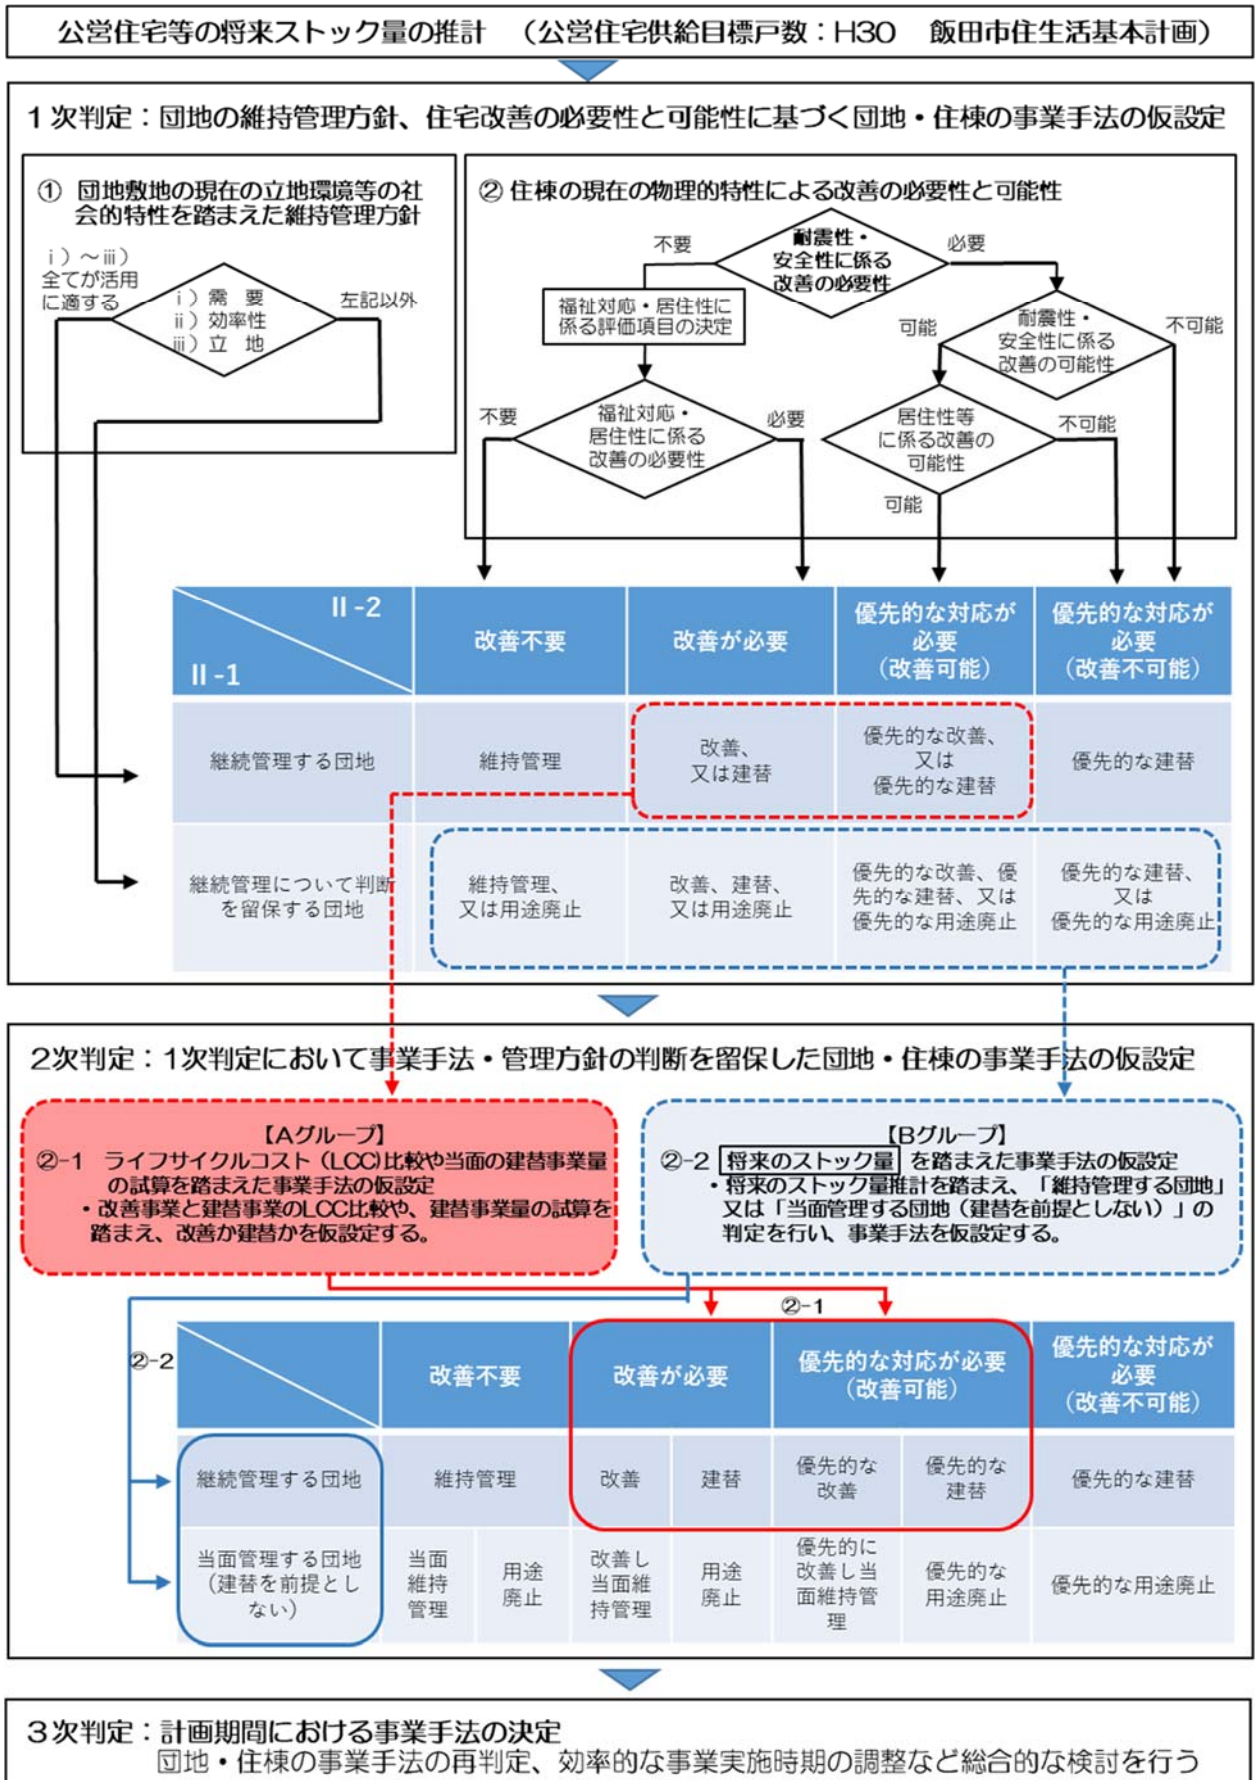 公営住宅等の将来ストック量の推計　（公営住宅供給目標戸数：H30　飯田市住生活基本計画）
1次判定：団地の維持管理方針、住宅改善の必要性と可能性に基づく団地・住棟の事業手法の仮設定
① 団地敷地の現在の立地環境等の社
会的特性を踏まえた維持管理方針
ⅰ）～ⅲ）
全てが活用
に適する
ⅰ）需　要
ⅱ）効率性
ⅲ）立　地
左記以外
② 住棟の現在の物理的特性による改善の必要性と可能性
不要
耐震性・
安全性に係る
改善の必要性
必要
福祉対応・居住性に
係る評価項目の決定
可能
耐震性・
安全性に係る
改善の可能性
不可能
不要
福祉対応・
居住性に係る
改善の必要性
必要
居住性等
に係る改善の
可能性
不可能
可能
Ⅱ-2
Ⅱ-1
改善不要
改善が必要
優先的な対応が
必要
（改善可能）
優先的な対応が
必要
（改善不可能）
継続管理する団地
維持管理
改善、
又は建替
優先的な改善、
又は
優先的な建替
優先的な建替
継続管理について判断
を留保する団地
維持管理、
又は用途廃止
改善、建替、
又は用途廃止
優先的な改善、優
先的な建替、又は
優先的な用途廃止
優先的な建替、
又は
優先的な用途廃止
2次判定：1次判定において事業手法・管理方針の判断を留保した団地・住棟の事業手法の仮設定
【Aグループ】
②-1　ライフサイクルコスト（LCC)比較や当面の建替事業量
の試算を踏まえた事業手法の仮設定
・改善事業と建替事業のLCC比較や、建替事業量の試算を
踏まえ、改善か建替かを仮設定する。
【Bグループ】
②-2 将来のストック量 を踏まえた事業手法の仮設定
・将来のストック量推計を踏まえ、「維持管理する団地」
又は「当面管理する団地（建替を前提としない）」の
判定を行い、事業手法を仮設定する。
②-1
②-2
改善不要
改善が必要
優先的な対応が必要
（改善可能）
優先的な対応が
必要
（改善不可能）
継続管理する団地
維持管理
改善
建替
優先的な
改善
優先的な
建替
優先的な建替
当面管理する団地
（建替を前提とし
ない）
当面
維持
管理
用途
廃止
改善し
当面維
持管理
用途
廃止
優先的に
改善し当
面維持管
理
優先的な
用途廃止
優先的な用途廃止
3次判定：計画期間における事業手法の決定
団地・住棟の事業手法の再判定、効率的な事業実施時期の調整など総合的な検討を行う